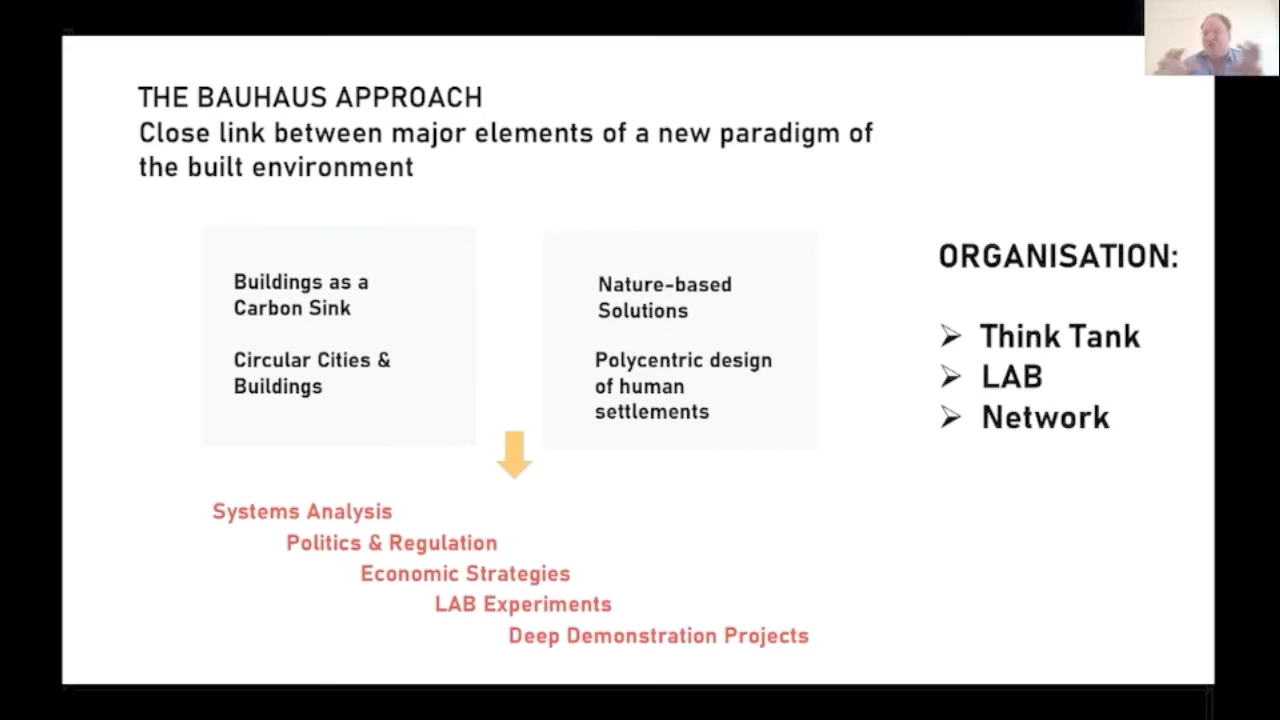 THE BAUHAUS APPROACH
Close link between major elements of a new paradigm of
the built environment
Buildings as a
Carbon Sink
Circular Cities &
Buildings
Nature-based
Solutions
Polycentric design
of human
settlements
ORGANISATION:
➢ Think Tank
➢ LAB
➢ Network
Systems Analysis
Politics & Regulation
Economic Strategies
LAB Experiments
Deep Demonstration Projects